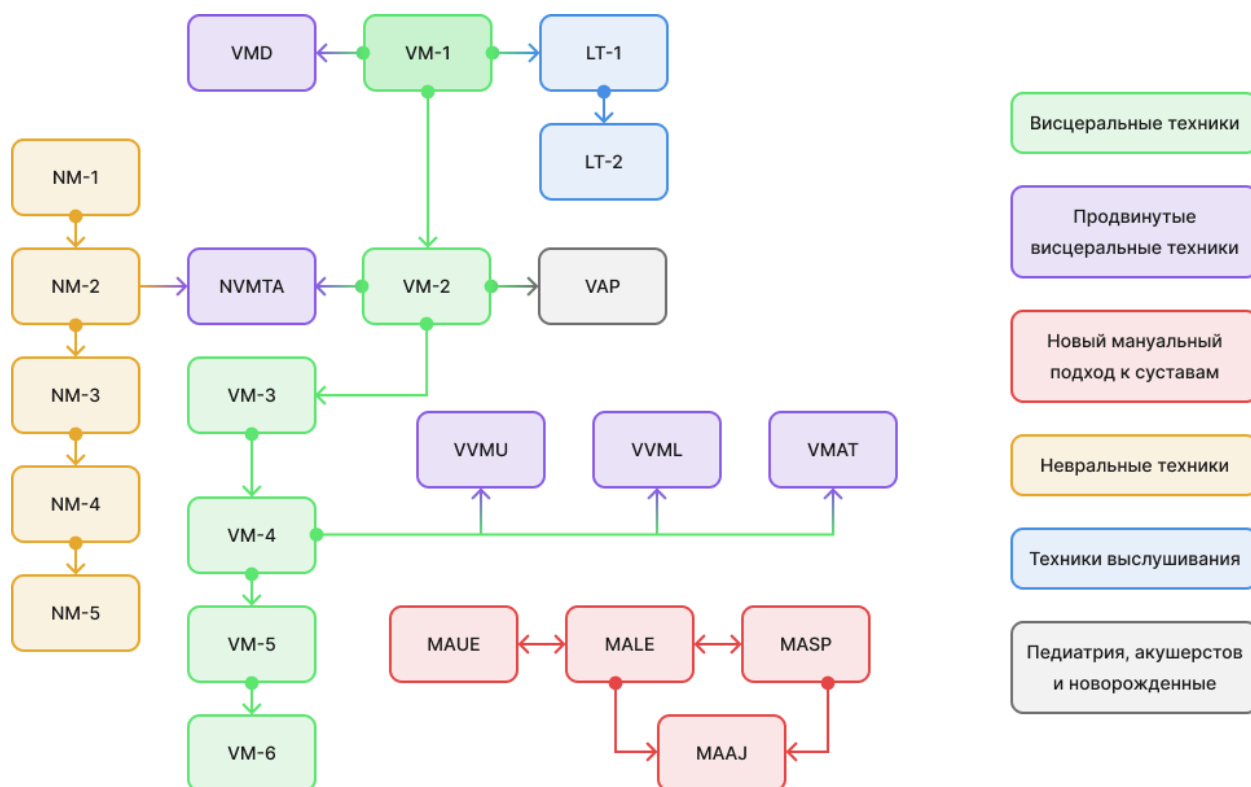 VMD
VM-1
LT-1
LT-2
NM-1
NM-2
NVMTA
VM-2
VAP
NM-3
VM-3
VVMU
VVML
VMAT
NM-4
VM-4
NM-5
VM-5
MAUE
MALE
MASP
VM-6
MAAJ
Висцеральные техники
Продвинутые
висцеральные техники
Новый мануальный
подход к суставам
Невральные техники
Техники выслушивания
Педиатрия, акушерстов
и новорожденные